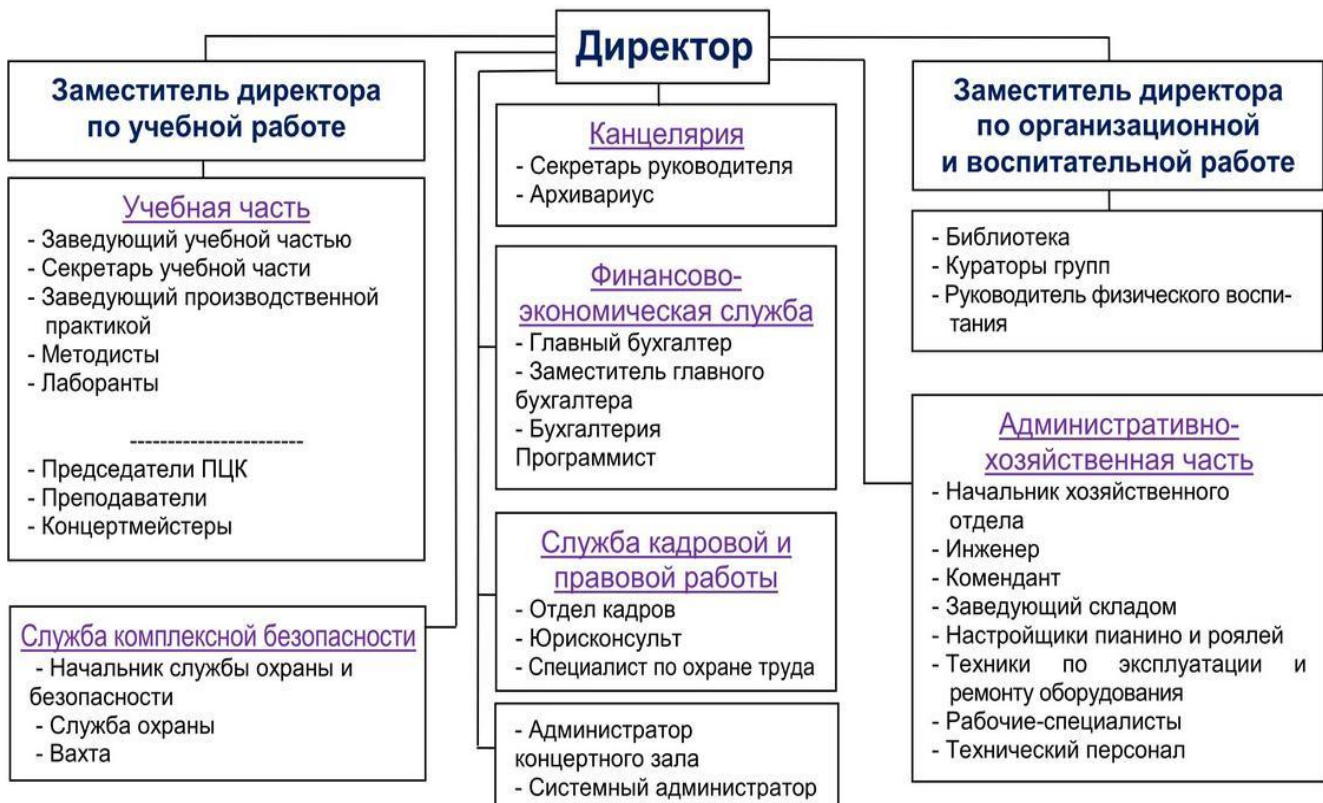 Директор
Заместитель директора
по учебной работе
Учебная часть
- Заведующий учебной частью
- Секретарь учебной части
- Заведующий производственной
практикой
- Методисты
- Лаборанты
-----------------------
- Председатели ПЦК
- Преподаватели
- Концертмейстеры
Служба комплексной безопасности
- Начальник службы охраны и
безопасности
- Служба охраны
- Вахта
Канцелярия
- Секретарь руководителя
- Архивариус
Финансово-
экономическая служба
- Главный бухгалтер
- Заместитель главного
бухгалтера
- Бухгалтерия
Программист
Служба кадровой и
правовой работы
- Отдел кадров
- Юрисконсульт
- Специалист по охране труда
- Администратор
концертного зала
- Системный администратор
Заместитель директора
по организационной
и воспитательной работе
- Библиотека
- Кураторы групп
- Руководитель физического воспи-
тания
Административно-
хозяйственная часть
- Начальник хозяйственного
отдела
- Инженер
- Комендант
- Заведующий складом
- Настройщики пианино и роялей
- Техники по эксплуатации и
ремонту оборудования
- Рабочие-специалисты
- Технический персонал